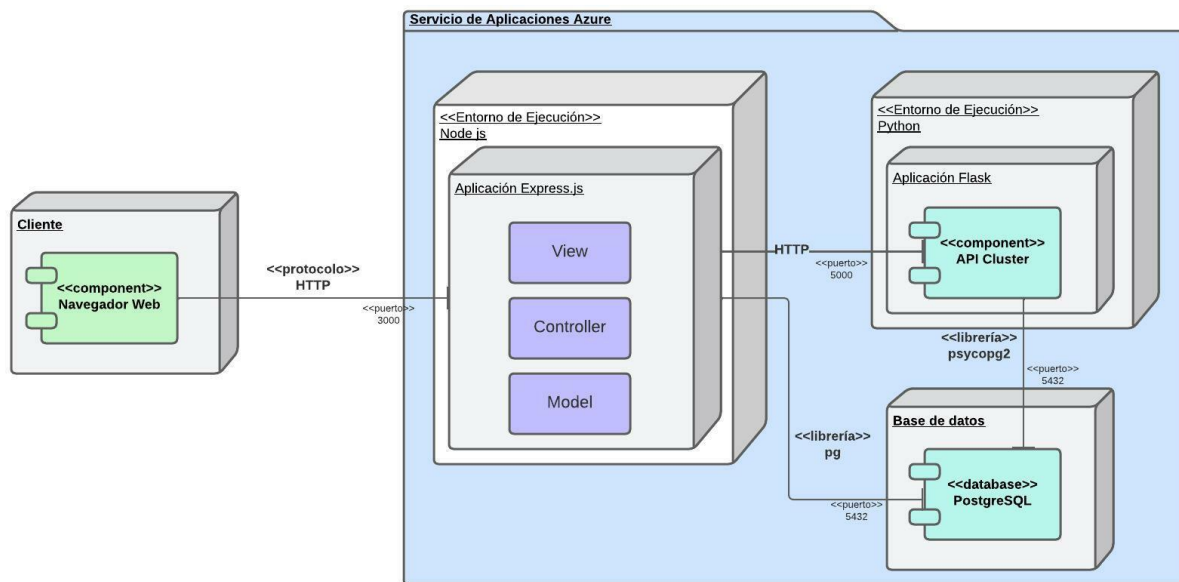 Servicio de Aplicaciones Azure
<<Entorno de Ejecución>>
Node js
Aplicación Express.js
View
Controller
Model
<<Entorno de Ejecución>>
Python
Aplicación Flask
<<component>>
API Cluster
Cliente
<<component>>
Navegador Web
<<protocolo>>
HTTP
<<puerto>>
3000
HTTP
<<puerto>>
5000
<<librería>>
psycopg2
<<puerto>>
5432
<<librería>>
pg
<<puerto>>
5432
Base de datos
<<database>>
PostgreSQL